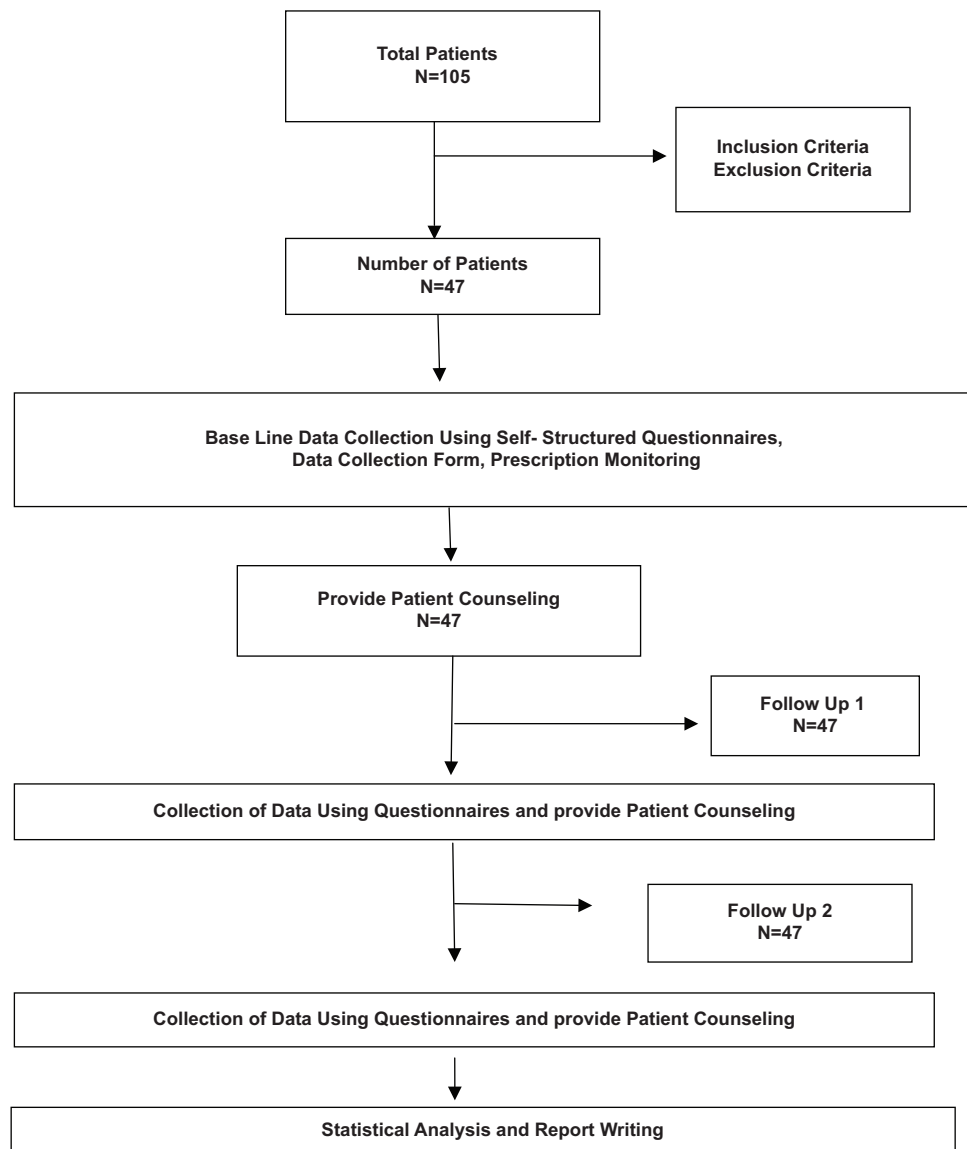 Total Patients
N=105
Inclusion Criteria
Exclusion Criteria
Number of Patients
N=47
Base Line Data Collection Using Self- Structured Questionnaires,
Data Collection Form, Prescription Monitoring
Provide Patient Counseling
N=47
Follow Up 1
N=47
Collection of Data Using Questionnaires and provide Patient Counseling
Follow Up 2
N=47
Collection of Data Using Questionnaires and provide Patient Counseling
Statistical Analysis and Report Writing